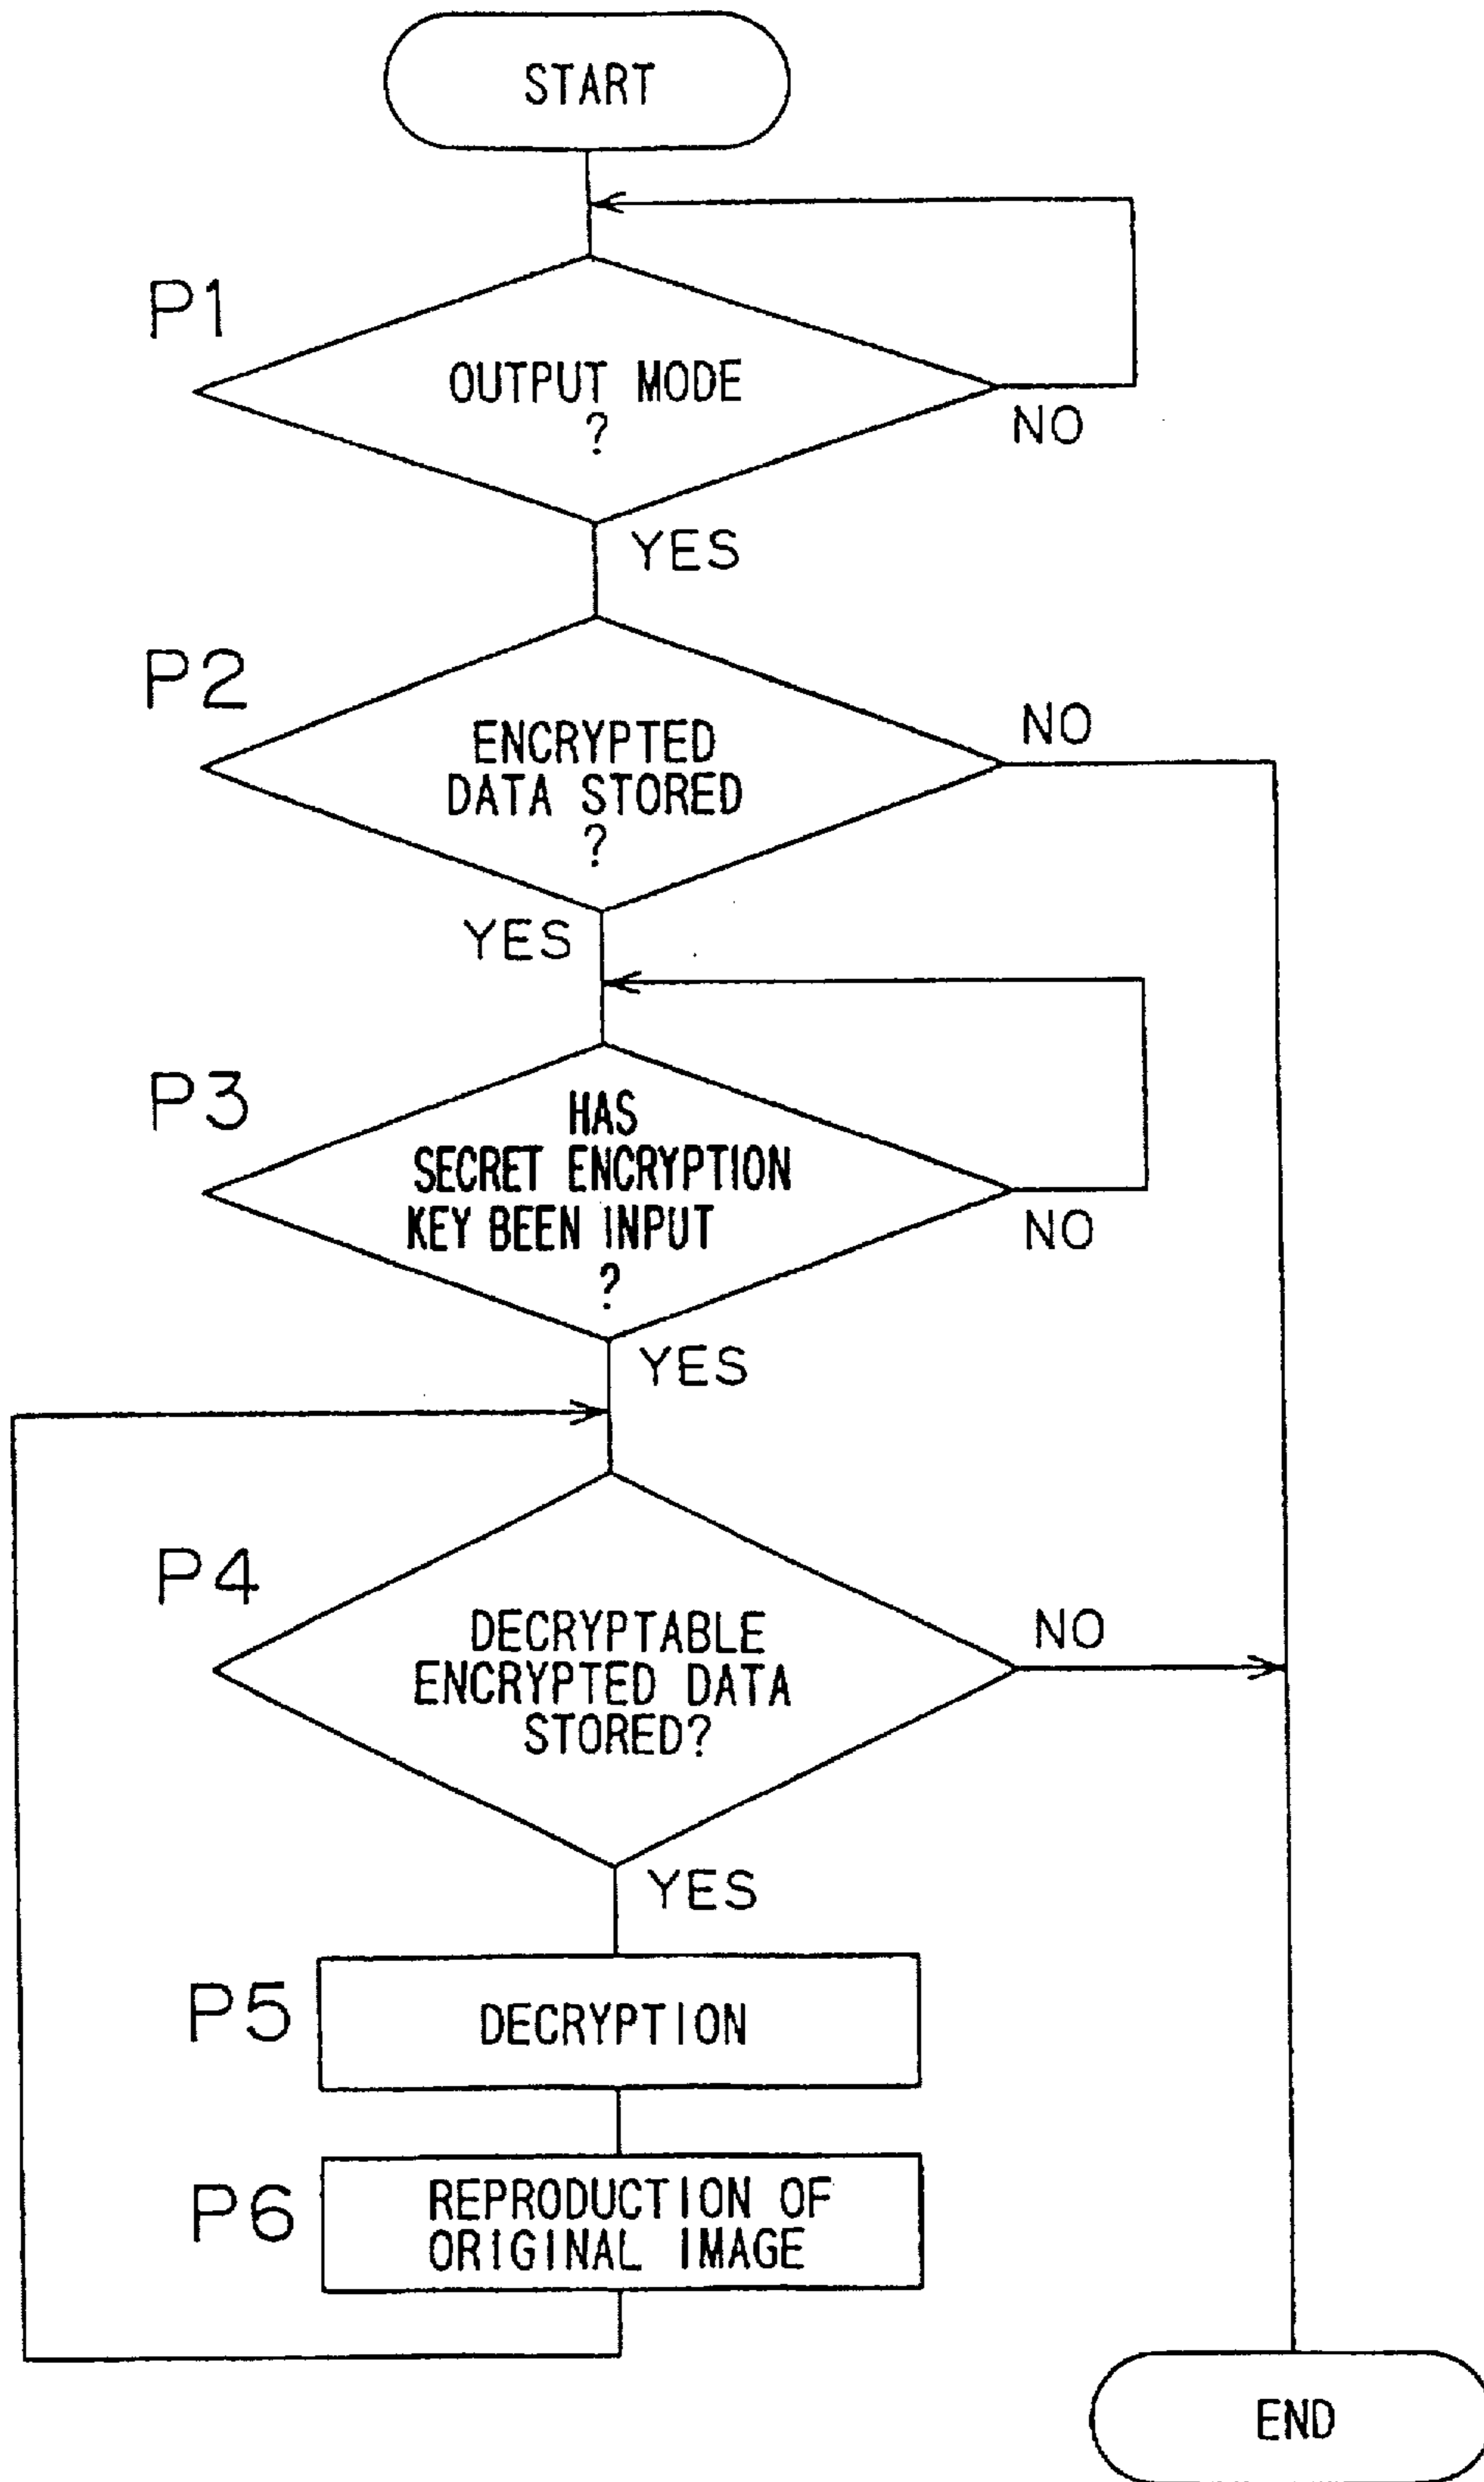 START
P1
OUTPUT MODE
?
NO
YES
P2
ENCRYPTED
DATA STORED
?
NO
YES
P3
HAS
SECRET ENCRYPTION
KEY BEEN INPUT
?
NO
YES
P4
DECRYPTABLE
ENCRYPTED DATA
STORED?
NO
YES
P5
DECRYPTION
P6
REPRODUCTION OF
ORIGINAL IMAGE
END